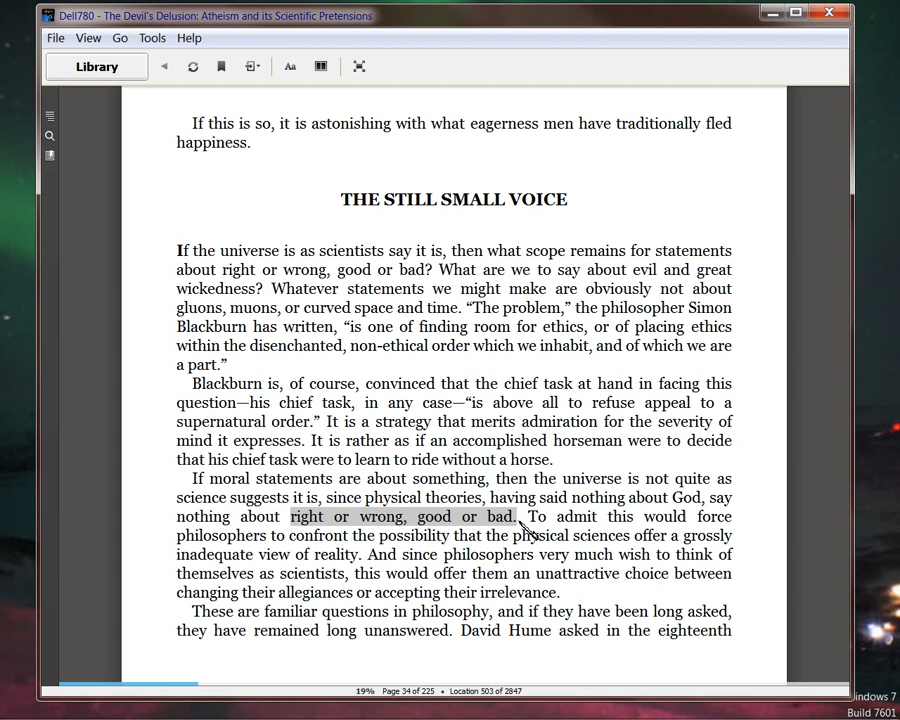 Dell780 - The Devil's Delusion: Atheism and its Scientific Pretensions
File View Go Tools Help
Library Aa
If this is so, it is astonishing with what eagerness men have traditionally fled
happiness.
THE STILL SMALL VOICE
If the universe is as scientists say it is, then what scope remains for statements
about right or wrong, good or bad? What are we to say about evil and great
wickedness? Whatever statements we might make are obviously not about
gluons, muons, or curved space and time. “The problem,” the philosopher Simon
Blackburn has written, “is one of finding room for ethics, or of placing ethics
within the disenchanted, non-ethical order which we inhabit, and of which we are
a part.”
Blackburn is, of course, convinced that the chief task at hand in facing this
question—his chief task, in any case—“is above all to refuse appeal to a
supernatural order.” It is a strategy that merits admiration for the severity of
mind it expresses. It is rather as if an accomplished horseman were to decide
that his chief task were to learn to ride without a horse.
If moral statements are about something, then the universe is not quite as
science suggests it is, since physical theories, having said nothing about God, say
nothing about right or wrong, good or bad. To admit this would force
philosophers to confront the possibility that the physical sciences offer a grossly
inadequate view of reality. And since philosophers very much wish to think of
themselves as scientists, this would offer them an unattractive choice between
changing their allegiances or accepting their irrelevance.
These are familiar questions in philosophy, and if they have been long asked,
they have remained long unanswered. David Hume asked in the eighteenth
19% Page 34 of 225 • Location 503 of 2847
indows 7
Build 7601